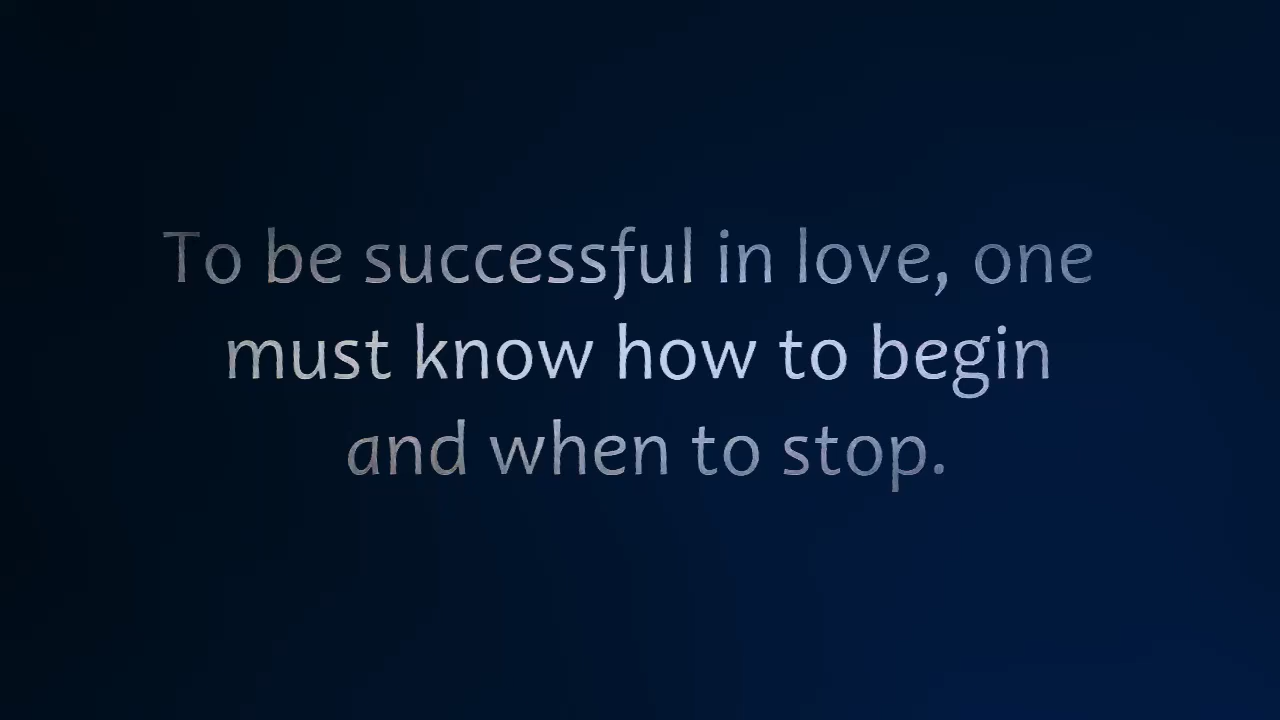 To be successful in love, one
must know how to begin
and when to stop.